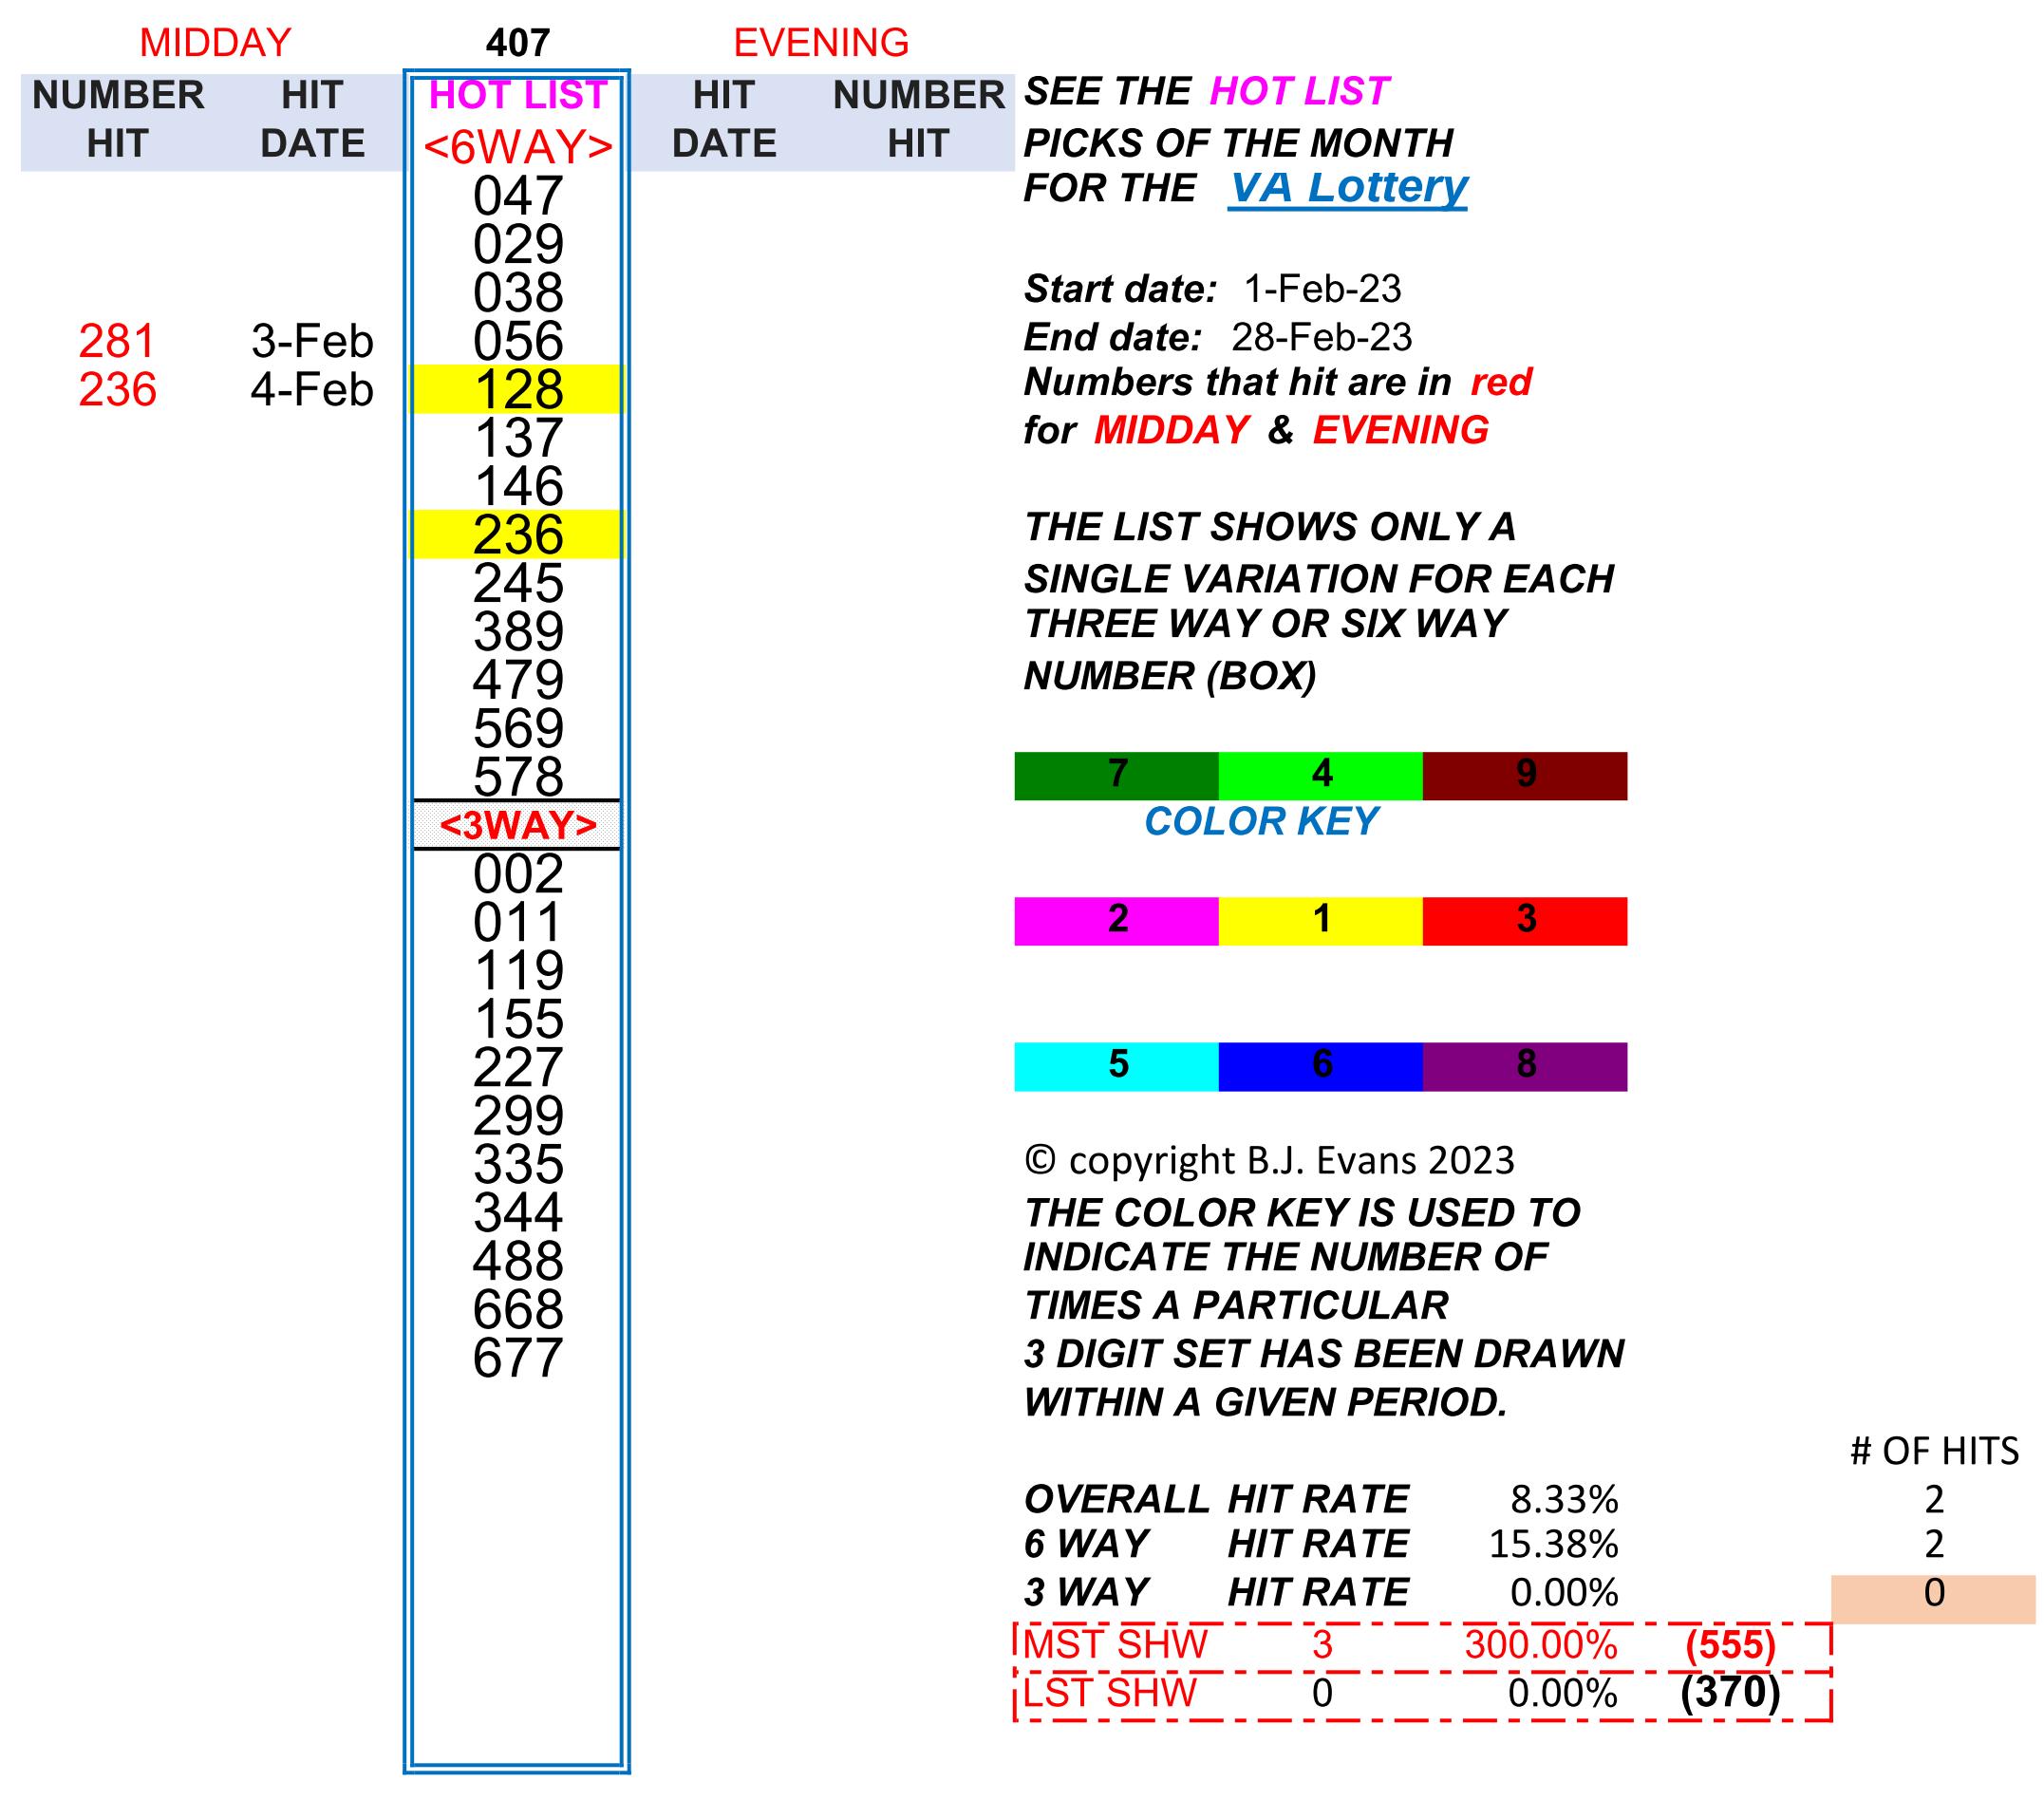 MIDDAY 407 EVENING
NUMBER HIT HOT LIST HIT NUMBER SEE THE HOT LIST
HIT DATE <6WAY> DATE HIT PICKS OF THE MONTH
047 FOR THE VA Lottery
029
038 Start date: 1-Feb-23
281 3-Feb 056 End date: 28-Feb-23
236 4-Feb 128 Numbers that hit are in red
137 for MIDDAY & EVENING
146
236 THE LIST SHOWS ONLY A
245 SINGLE VARIATION FOR EACH
389 THREE WAY OR SIX WAY
479 NUMBER (BOX)
569
578 7 4 9
<3WAY> COLOR KEY
002
011 2 1 3
119
155
227 5 6 8
299
335 © copyright B.J. Evans 2023
344 THE COLOR KEY IS USED TO
488 INDICATE THE NUMBER OF
668 TIMES A PARTICULAR
677 3 DIGIT SET HAS BEEN DRAWN
WITHIN A GIVEN PERIOD.
# OF HITS
OVERALL HIT RATE 8.33% 2
6 WAY HIT RATE 15.38% 2
3 WAY HIT RATE 0.00% 0
MST SHW 3 300.00% (555)
LST SHW 0 0.00% (370)